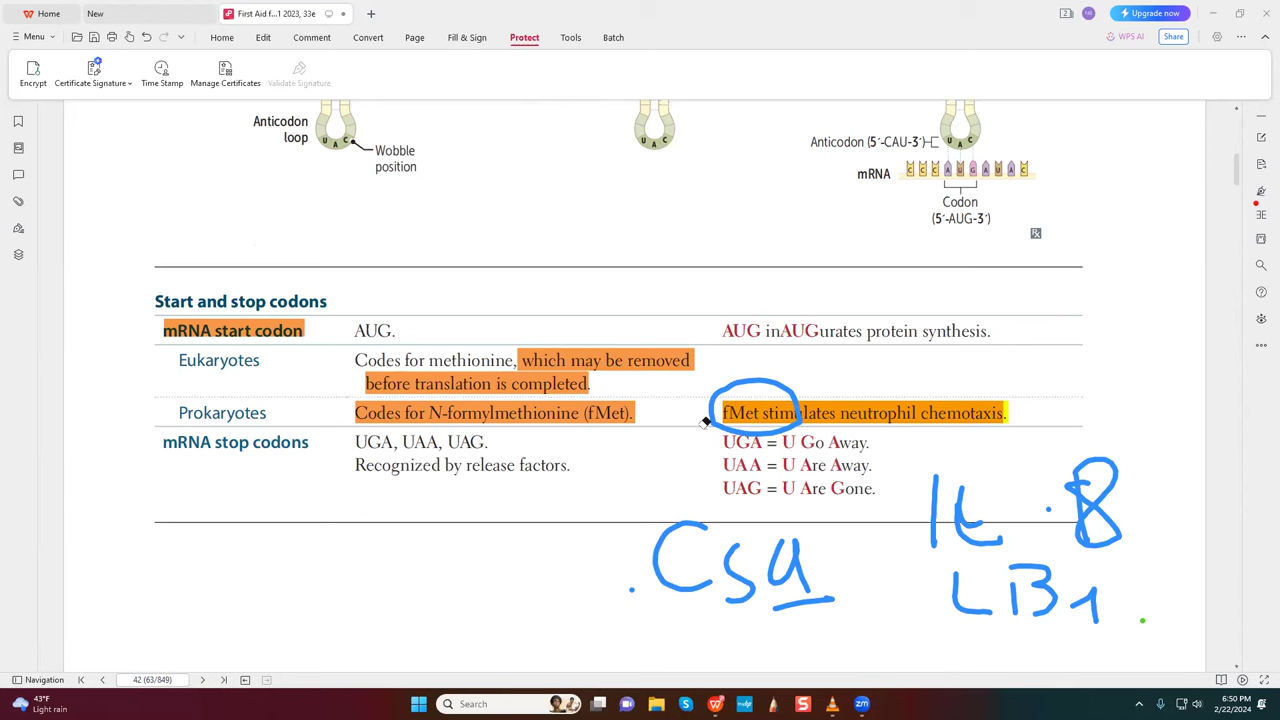 Home New First Aid f...1 2023, 33e Upgrade now
Menu Home Edit Comment Convert Page Fill & Sign Protect Tools Batch WPS AI Share
Encrypt Certificate Signature Time Stamp Manage Certificates Validate Signature
Anticodon loop
U A C
Wobble position
U A C
Anticodon (5´-CAU-3´)
U A C
mRNA C C C A U G A U A C
Codon
(5´-AUG-3´)
Rx
Start and stop codons
mRNA start codon AUG. AUG inAUGurates protein synthesis.
Eukaryotes Codes for methionine, which may be removed
before translation is completed.
Prokaryotes Codes for N-formylmethionine (fMet). fMet stimulates neutrophil chemotaxis.
mRNA stop codons UGA, UAA, UAG. UGA = U Go Away.
Recognized by release factors. UAA = U Are Away.
UAG = U Are Gone.
IL . 8
C5a
LB4
Navigation 42 (63/849) 100%
43°F
Light rain
Search
6:50 PM
2/22/2024